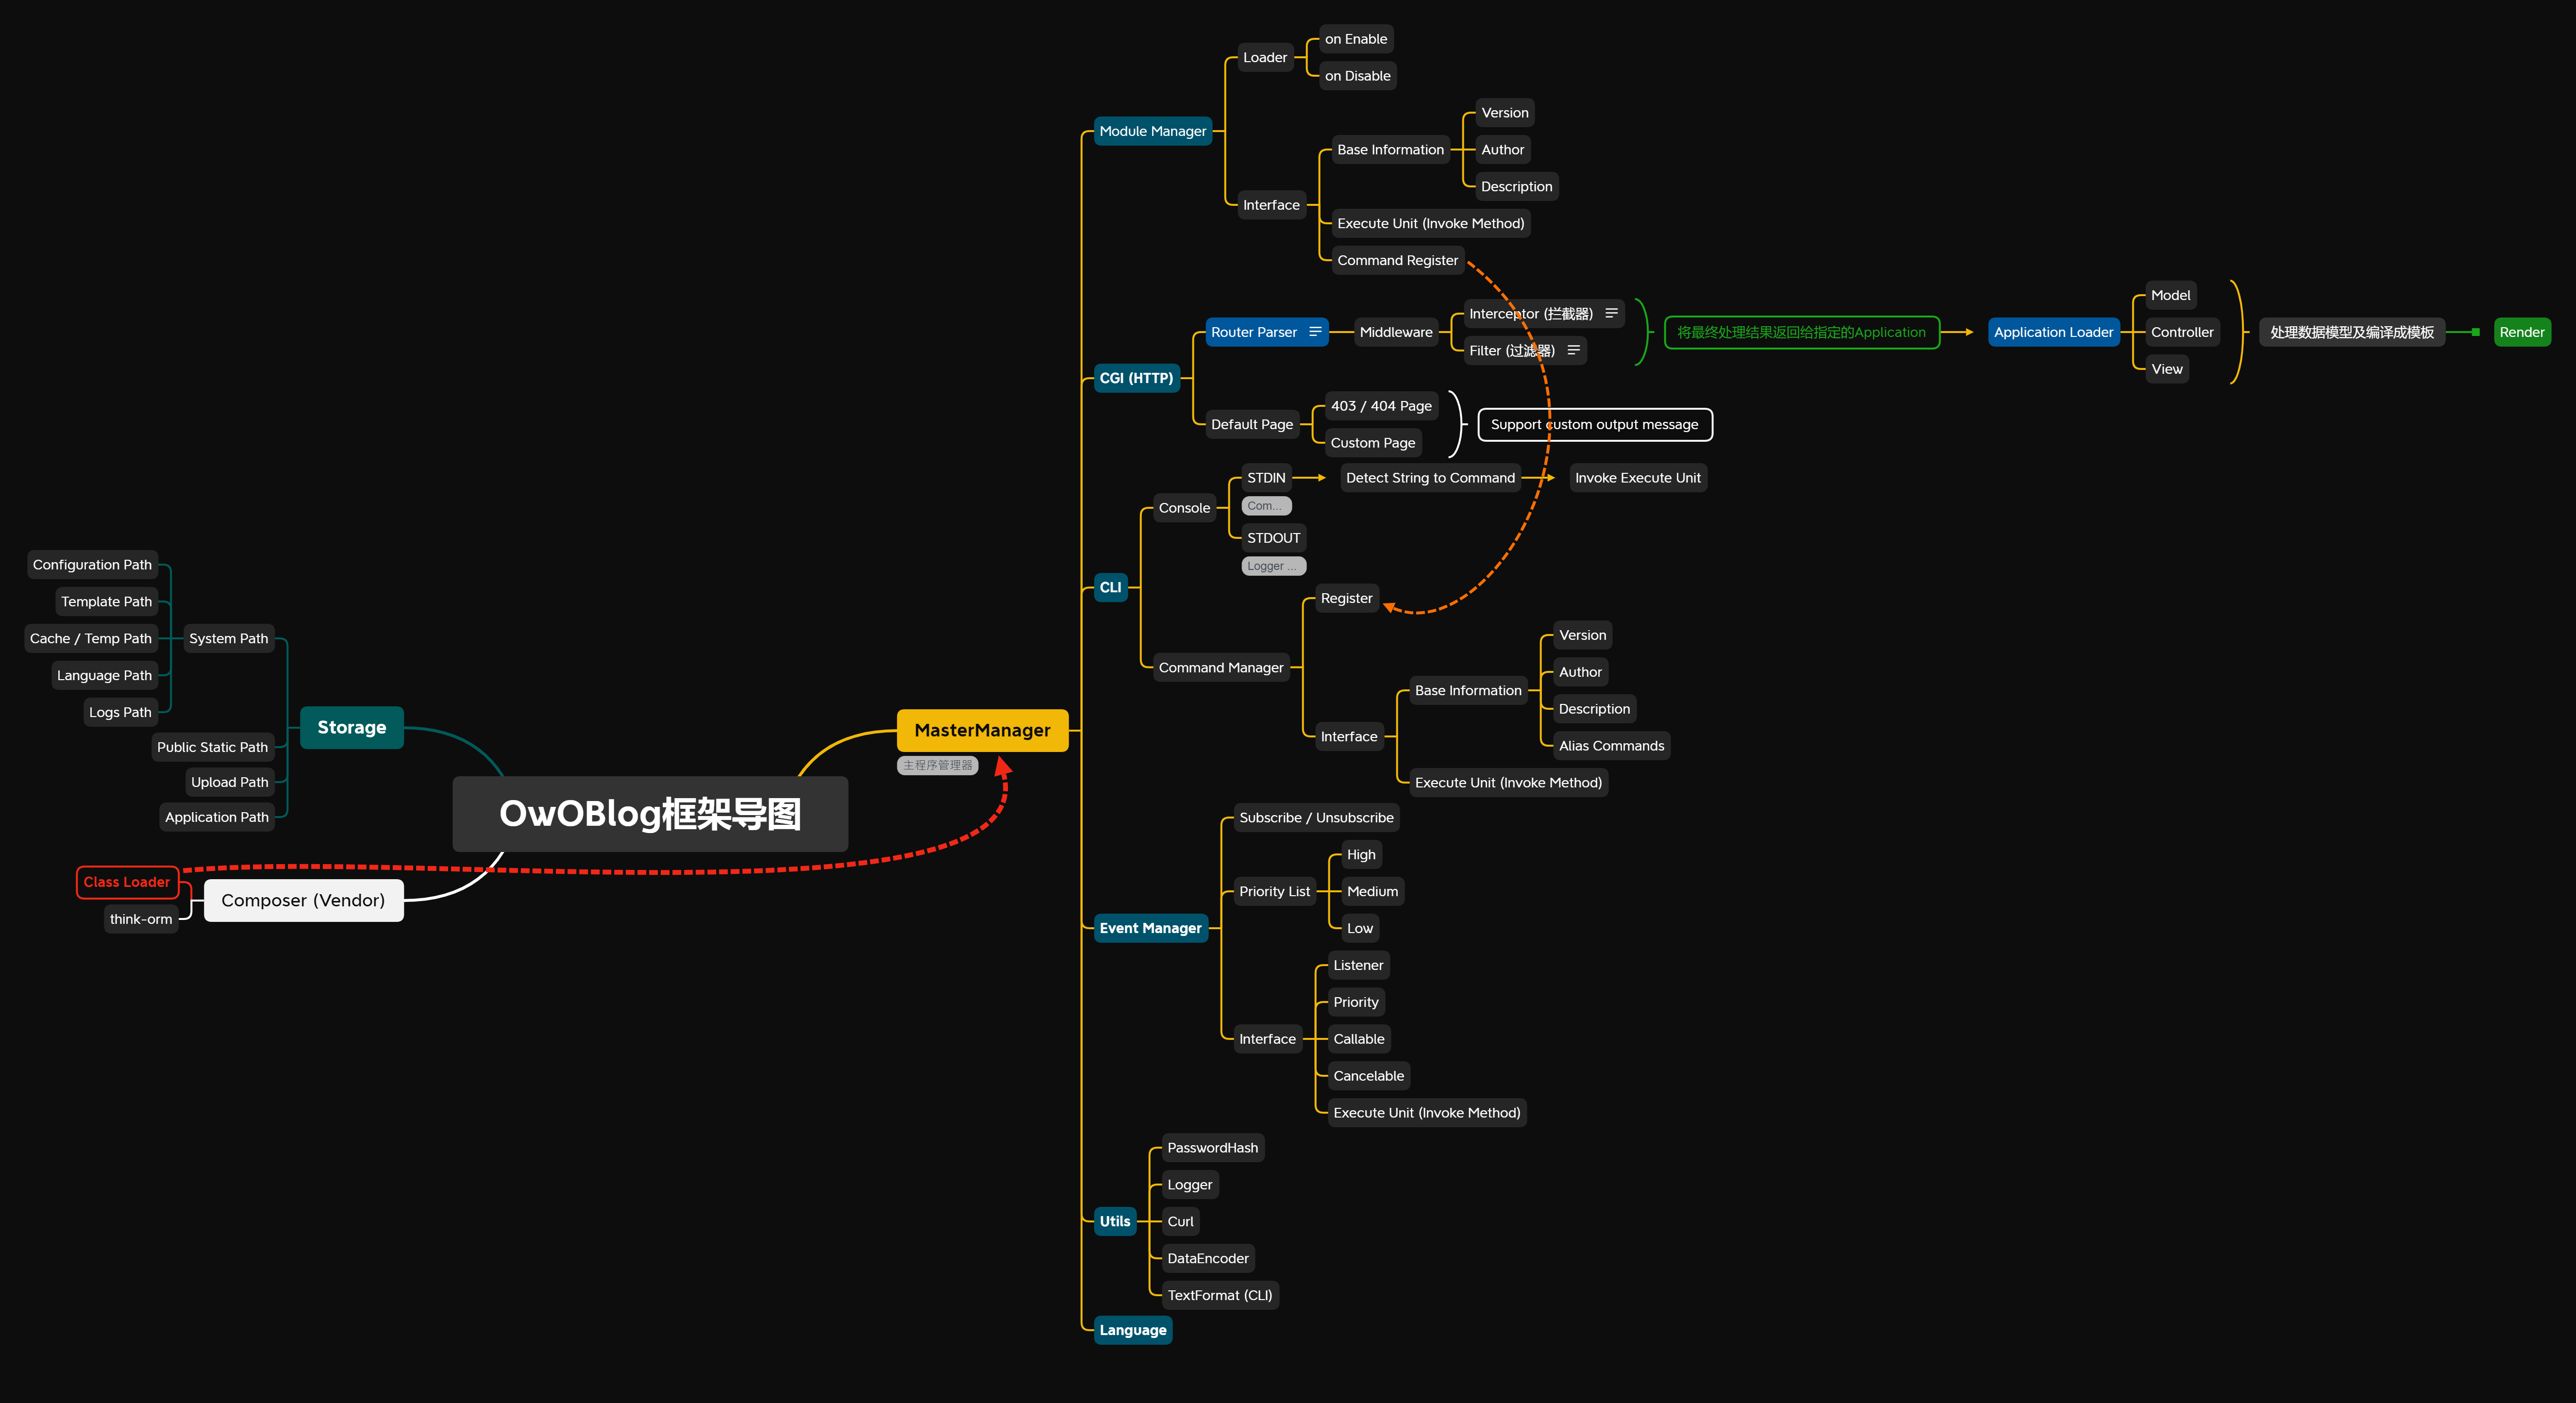 OwOBlog框架导图
Storage
System Path
Configuration Path
Template Path
Cache / Temp Path
Language Path
Logs Path
Public Static Path
Upload Path
Application Path
Composer (Vendor)
Class Loader
think-orm
MasterManager
主程序管理器
Module Manager
Loader
on Enable
on Disable
Interface
Base Information
Version
Author
Description
Execute Unit (Invoke Method)
Command Register
CGI (HTTP)
Router Parser
Middleware
Interceptor (拦截器)
Filter (过滤器)
将最终处理结果返回给指定的Application
Application Loader
Model
Controller
View
处理数据模型及编译成模板
Render
Default Page
403 / 404 Page
Custom Page
Support custom output message
CLI
Console
STDIN
Com...
Detect String to Command
Invoke Execute Unit
STDOUT
Logger ...
Command Manager
Register
Interface
Base Information
Version
Author
Description
Alias Commands
Execute Unit (Invoke Method)
Event Manager
Subscribe / Unsubscribe
Priority List
High
Medium
Low
Interface
Listener
Priority
Callable
Cancelable
Execute Unit (Invoke Method)
Utils
PasswordHash
Logger
Curl
DataEncoder
TextFormat (CLI)
Language